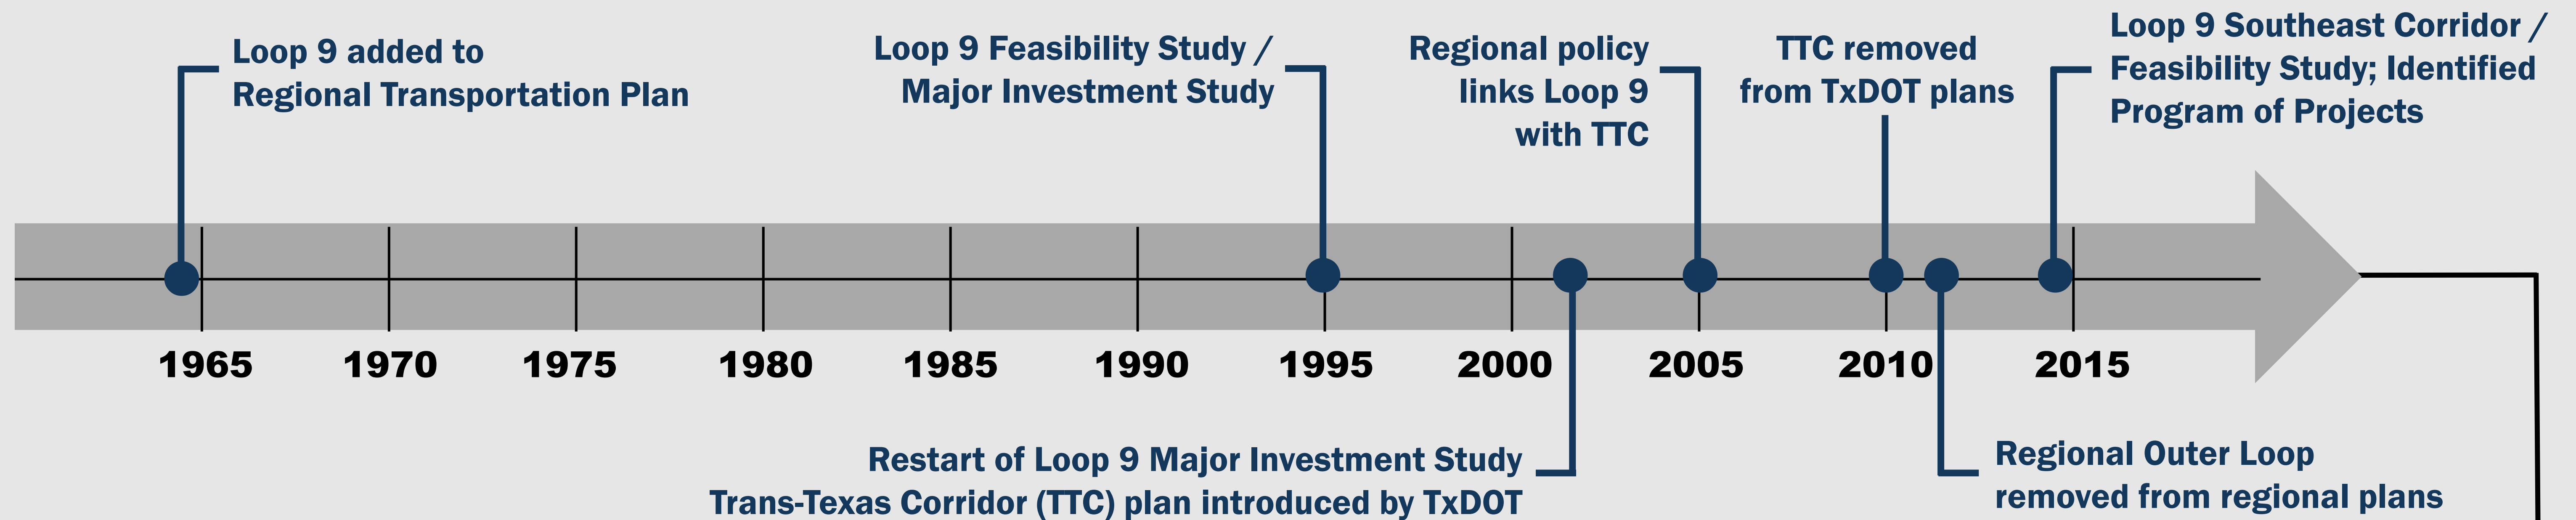 Loop 9 added to
Regional Transportation Plan
Loop 9 Feasibility Study /
Major Investment Study
Regional policy
links Loop 9
with TTC
TTC removed
from TxDOT plans
Loop 9 Southeast Corridor /
Feasibility Study; Identified
Program of Projects
1965 1970 1975 1980 1985 1990 1995 2000 2005 2010 2015
Restart of Loop 9 Major Investment Study
Trans-Texas Corridor (TTC) plan introduced by TxDOT
Regional Outer Loop
removed from regional plans